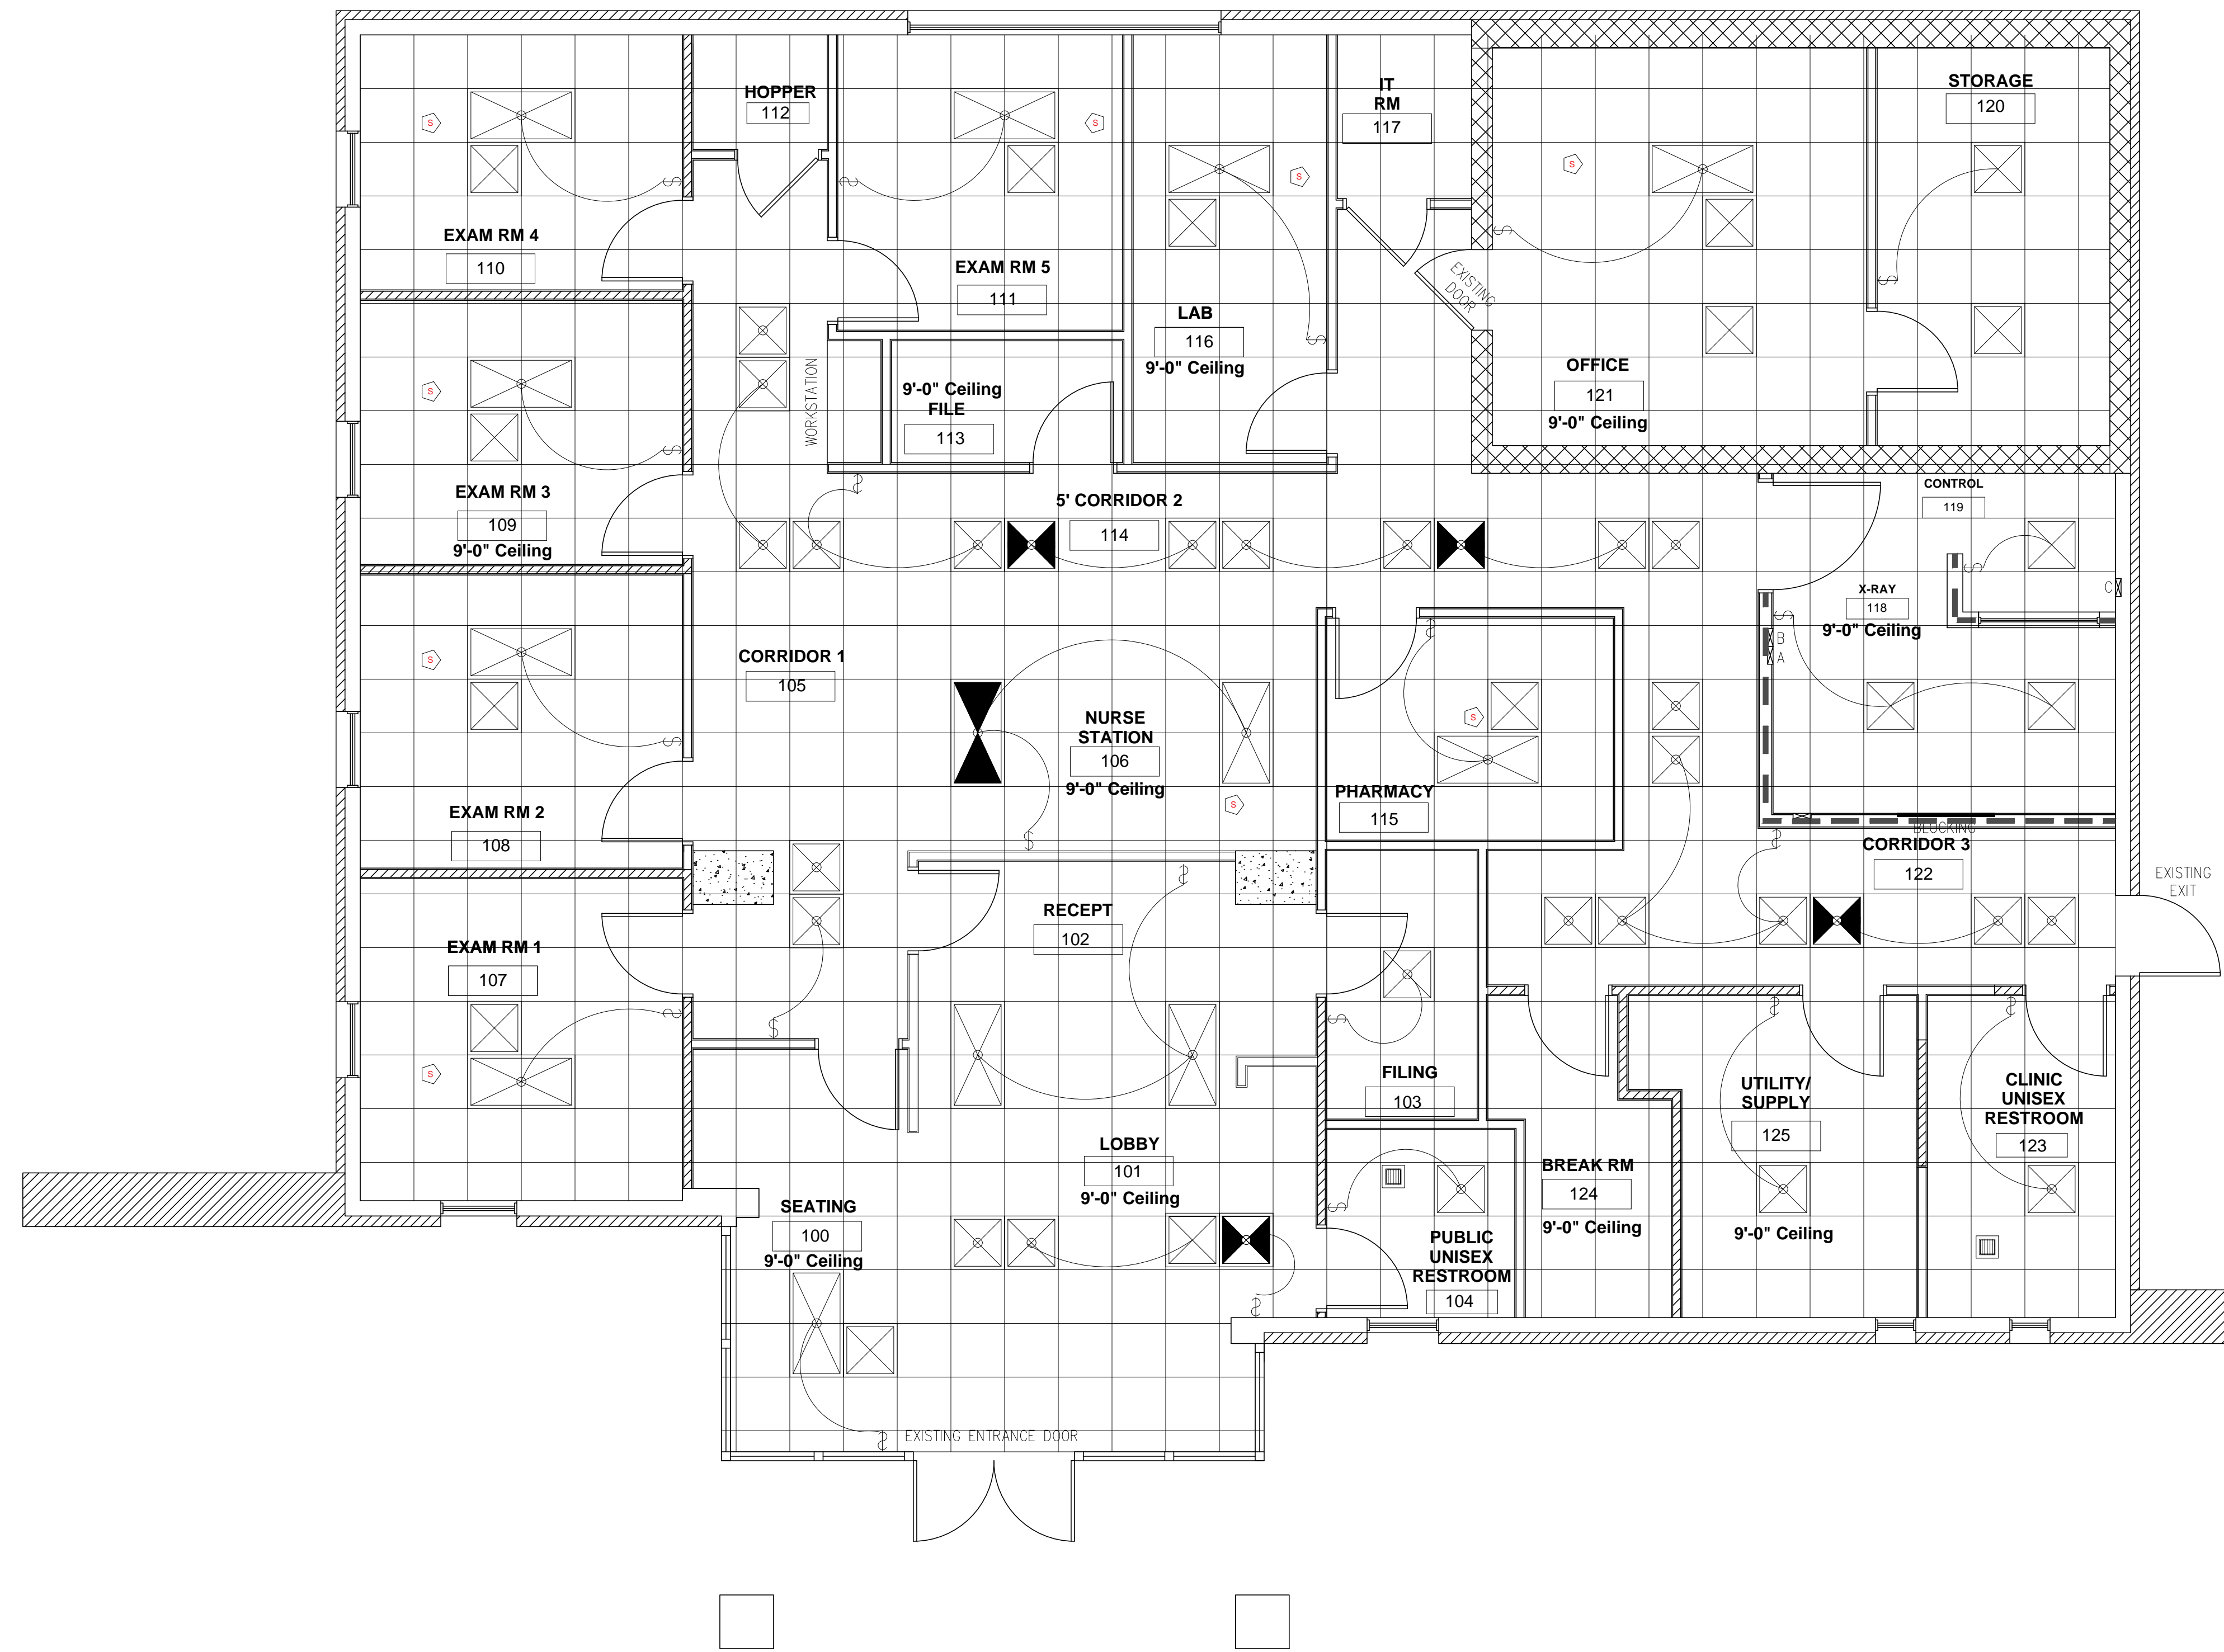 HOPPER
112
IT
RM
117
STORAGE
120
S
S
S
S
EXAM RM 4
110
EXAM RM 5
111
EXISTING
DOOR
LAB
116
9'-0" Ceiling
OFFICE
121
9'-0" Ceiling
S
WORKSTATION
9'-0" Ceiling
FILE
113
EXAM RM 3
109
9'-0" Ceiling
5' CORRIDOR 2
114
CONTROL
119
X-RAY
118
9'-0" Ceiling
C
B
A
S
CORRIDOR 1
105
NURSE
STATION
106
9'-0" Ceiling
S
S
PHARMACY
115
EXAM RM 2
108
BLOCKING
CORRIDOR 3
122
EXISTING
EXIT
RECEPT
102
EXAM RM 1
107
S
FILING
103
UTILITY/
SUPPLY
125
9'-0" Ceiling
CLINIC
UNISEX
RESTROOM
123
LOBBY
101
9'-0" Ceiling
BREAK RM
124
9'-0" Ceiling
SEATING
100
9'-0" Ceiling
PUBLIC
UNISEX
RESTROOM
104
EXISTING ENTRANCE DOOR